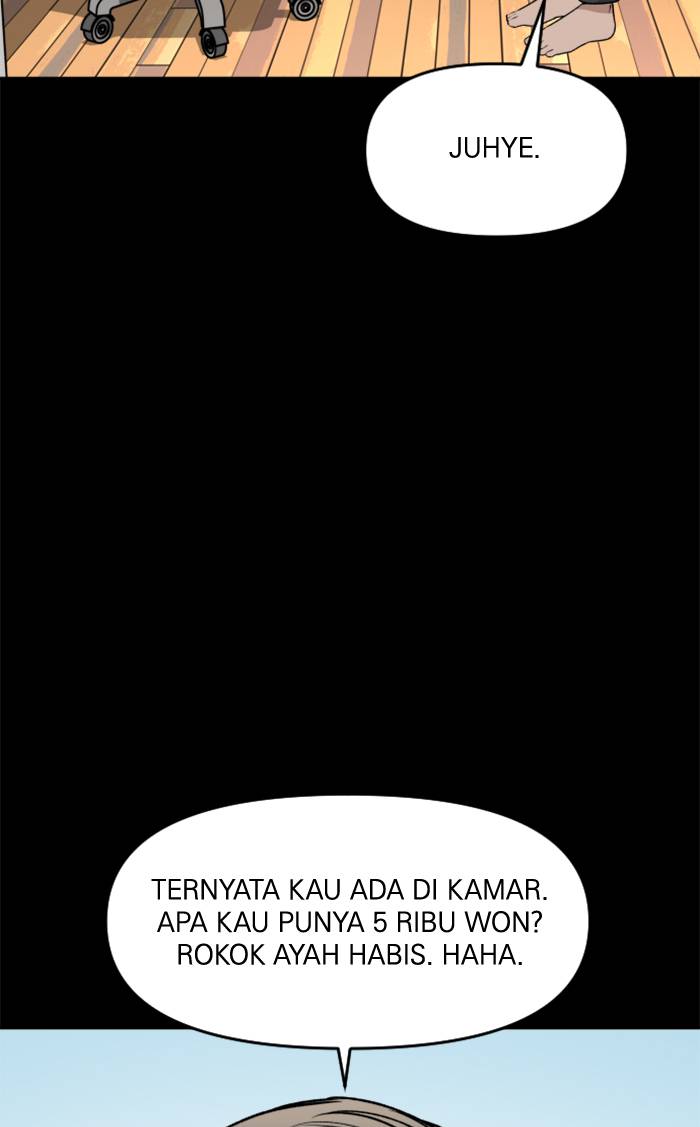 JUHYE.
TERNYATA KAU ADA DI KAMAR.
APA KAU PUNYA 5 RIBU WON?
ROKOK AYAH HABIS. HAHA.